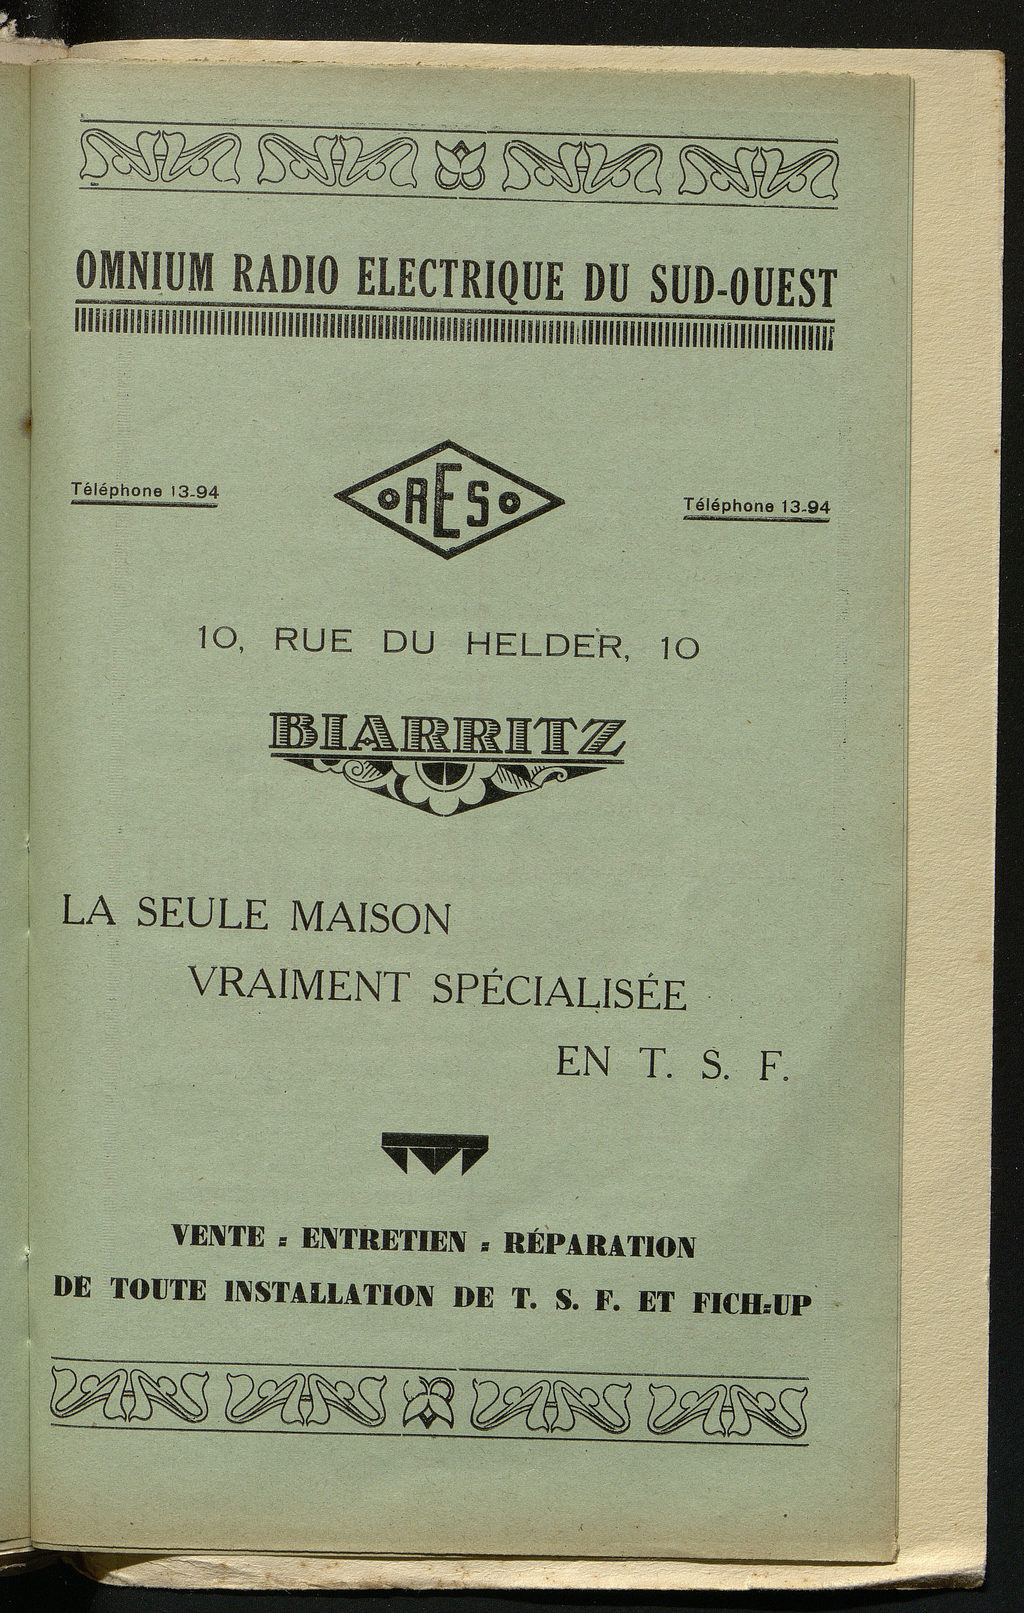 OMNIUM RADIO ELECTRIQUE DU SUD-OUEST
Téléphone 13-94
ORESO
Téléphone 13-94
10, RUE DU HELDER, 10
BIARRITZ
LA SEULE MAISON
VRAIMENT SPÉCIALISÉE
EN T. S. F.
VENTE - ENTRETIEN - RÉPARATION
DE TOUTE INSTALLATION DE T. S. F. ET FICH-UP